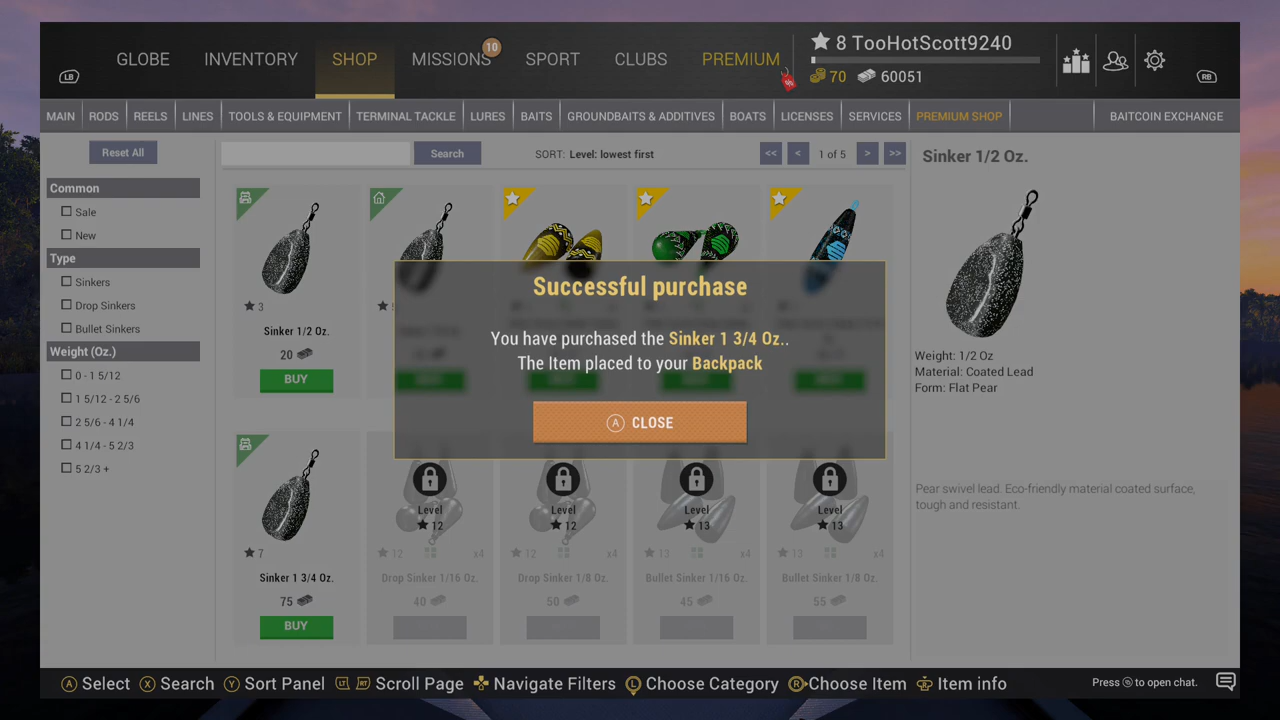 GLOBE INVENTORY SHOP MISSIONS 10 SPORT CLUBS PREMIUM
8 TooHotScott9240
70 60051
LB
RB
MAIN RODS REELS LINES TOOLS & EQUIPMENT TERMINAL TACKLE LURES BAITS GROUNDBAITS & ADDITIVES BOATS LICENSES SERVICES PREMIUM SHOP BAITCOIN EXCHANGE
Reset All
Search
SORT: Level: lowest first
<< < 1 of 5 > >>
Common
Sale
New
Type
Sinkers
Drop Sinkers
Bullet Sinkers
Weight (Oz.)
0 - 1 5/12
1 5/12 - 2 5/6
2 5/6 - 4 1/4
4 1/4 - 5 2/3
5 2/3 +
3
Sinker 1/2 Oz.
20
BUY
Successful purchase
You have purchased the Sinker 1 3/4 Oz..
The Item placed to your Backpack
A CLOSE
7
Sinker 1 3/4 Oz.
75
BUY
Level
12
12 x4
Drop Sinker 1/16 Oz.
40
Level
12
12 x4
Drop Sinker 1/8 Oz.
50
Level
13
13 x4
Bullet Sinker 1/16 Oz.
45
Level
13
13 x4
Bullet Sinker 1/8 Oz.
55
Sinker 1/2 Oz.
Weight: 1/2 Oz
Material: Coated Lead
Form: Flat Pear
Pear swivel lead. Eco-friendly material coated surface,
tough and resistant.
A Select X Search Y Sort Panel LT RT Scroll Page Navigate Filters L Choose Category R Choose Item Item info
Press to open chat.